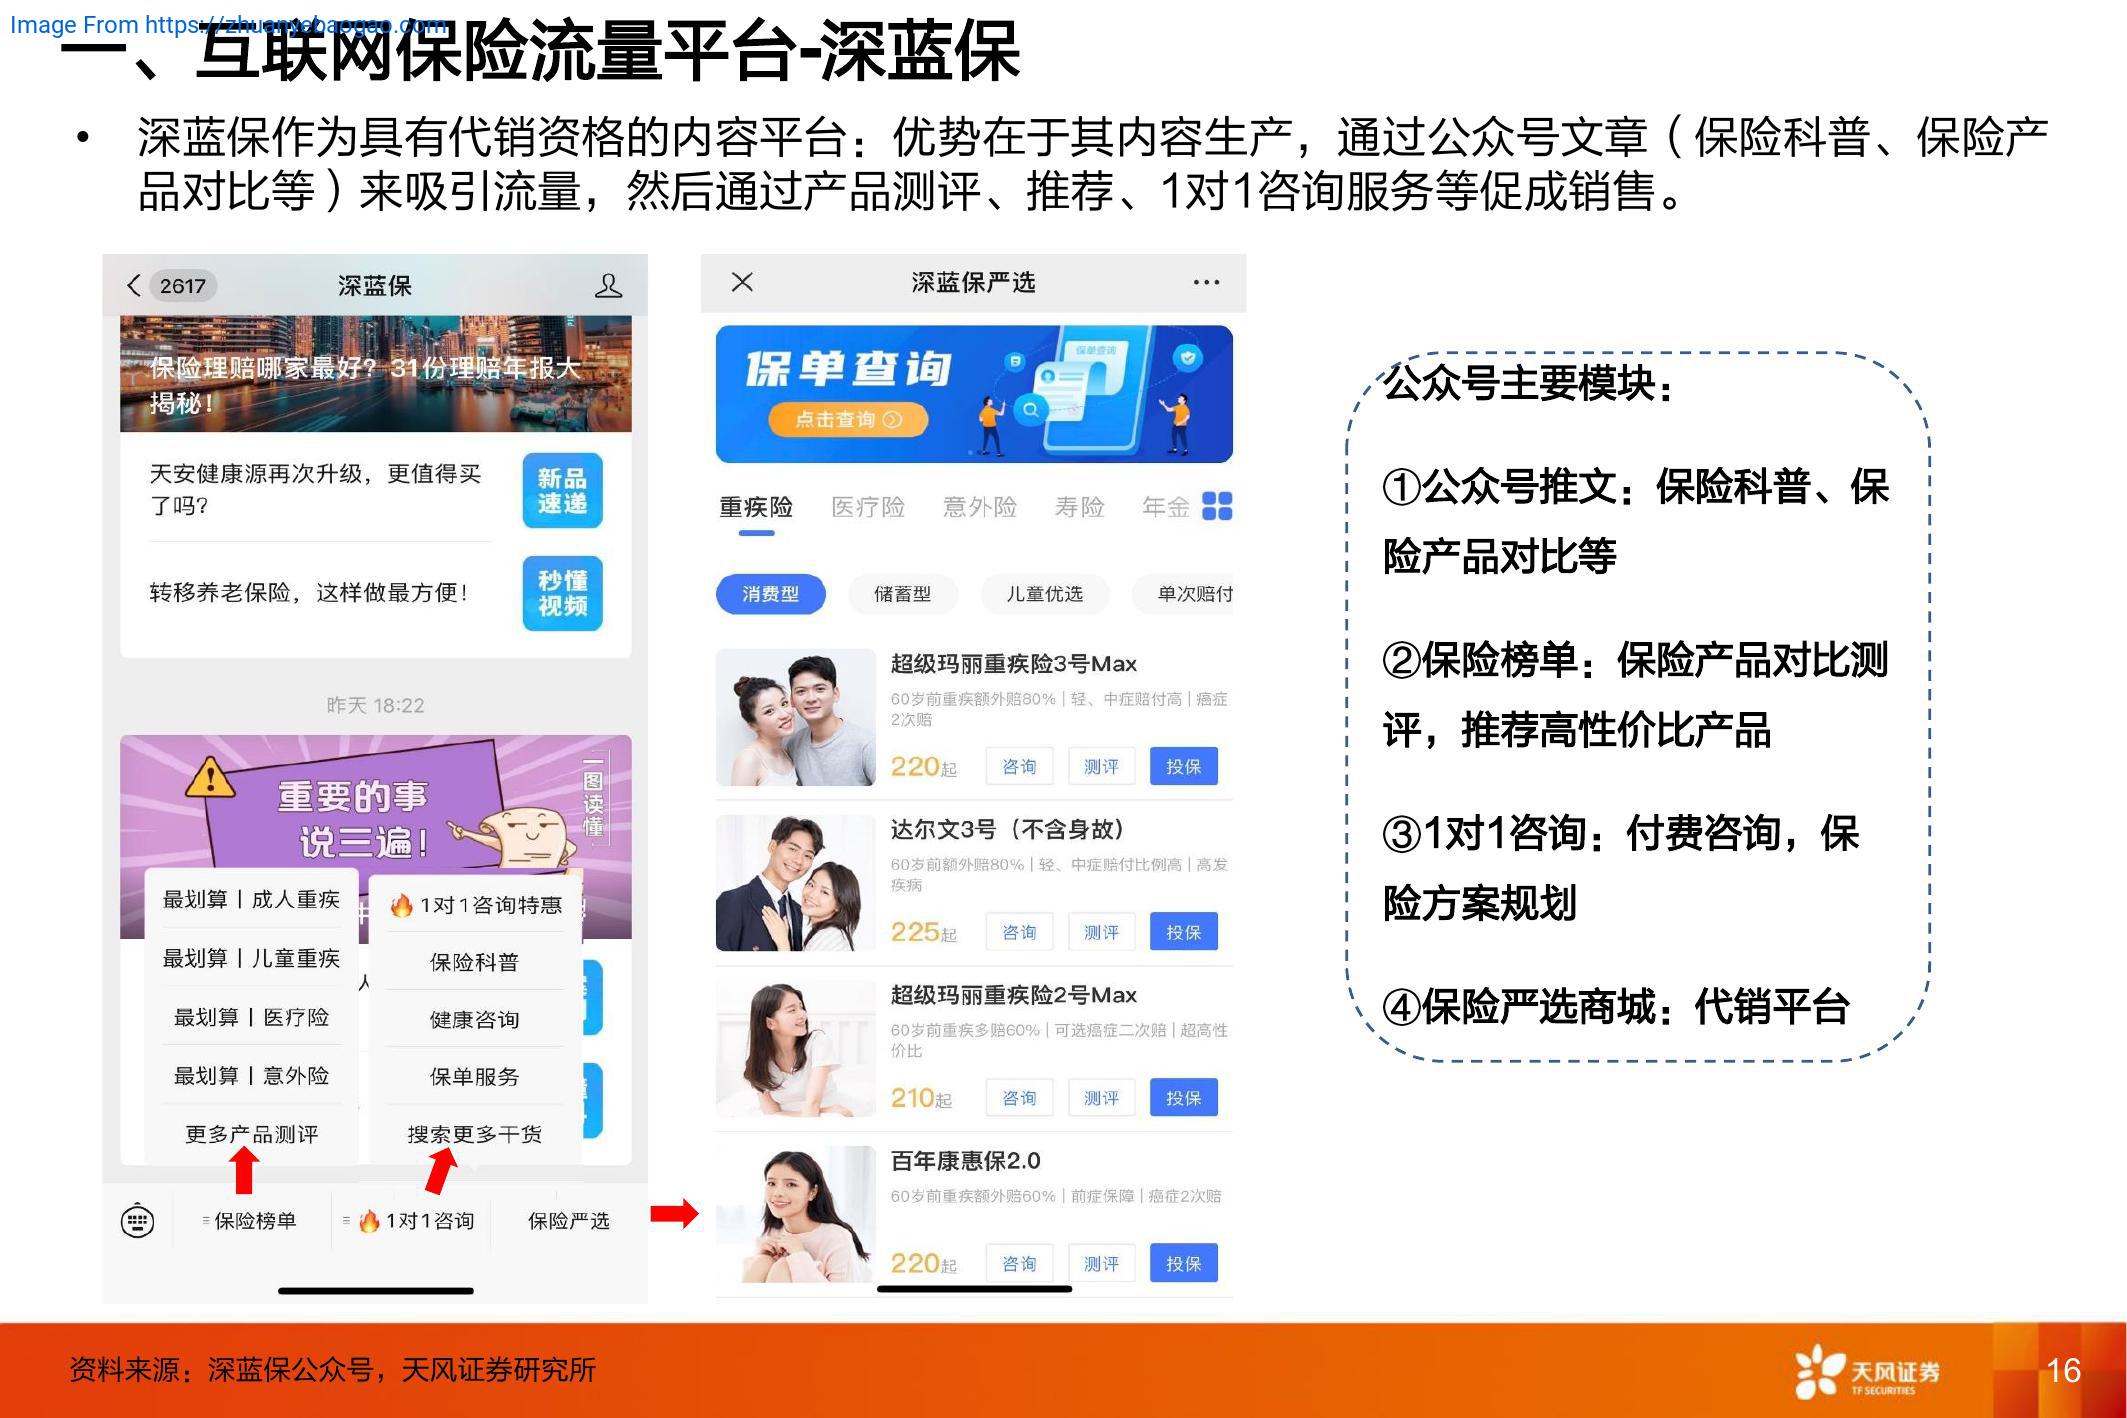 Image From https://zhuanyebaogao.com
一、互联网保险流量平台-深蓝保
• 深蓝保作为具有代销资格的内容平台：优势在于其内容生产，通过公众号文章（保险科普、保险产
品对比等）来吸引流量，然后通过产品测评、推荐、1对1咨询服务等促成销售。
2617
深蓝保
保险理赔哪家最好？31份理赔年报大
揭秘！
天安健康源再次升级，更值得买
了吗？
新品
速递
转移养老保险，这样做最方便！
秒懂
视频
昨天 18:22
重要的事
说三遍！
一图读懂
最划算丨成人重疾
最划算丨儿童重疾
最划算丨医疗险
最划算丨意外险
更多产品测评
1对1咨询特惠
保险科普
健康咨询
保单服务
搜索更多干货
人
保险榜单
1对1咨询
保险严选
深蓝保严选
保单查询
点击查询
保单查询
重疾险 医疗险 意外险 寿险 年金
消费型 储蓄型 儿童优选 单次赔付
超级玛丽重疾险3号Max
60岁前重疾额外赔80% | 轻、中症赔付高 | 癌症
2次赔
220起 咨询 测评 投保
达尔文3号（不含身故）
60岁前额外赔80% | 轻、中症赔付比例高 | 高发
疾病
225起 咨询 测评 投保
超级玛丽重疾险2号Max
60岁前重疾多赔60% | 可选癌症二次赔 | 超高性
价比
210起 咨询 测评 投保
百年康惠保2.0
60岁前重疾额外赔60% | 前症保障 | 癌症2次赔
220起 咨询 测评 投保
公众号主要模块：
①公众号推文：保险科普、保
险产品对比等
②保险榜单：保险产品对比测
评，推荐高性价比产品
③1对1咨询：付费咨询，保
险方案规划
④保险严选商城：代销平台
资料来源：深蓝保公众号，天风证券研究所
天风证券
TF SECURITIES
16